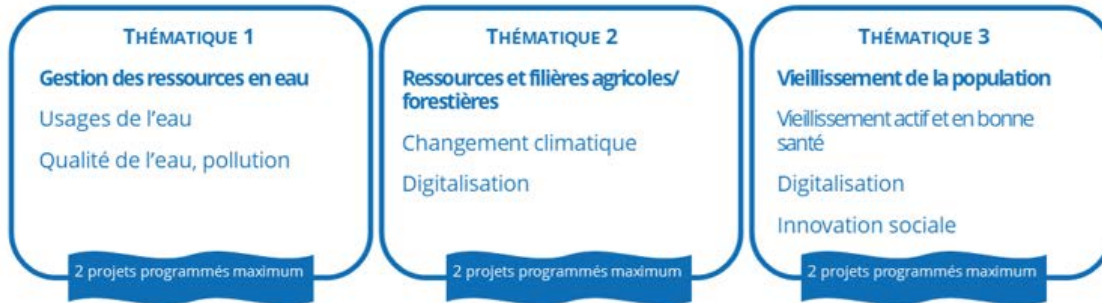 THÉMATIQUE 1
Gestion des ressources en eau
Usages de l'eau
Qualité de l'eau, pollution
2 projets programmés maximum
THÉMATIQUE 2
Ressources et filières agricoles/
forestières
Changement climatique
Digitalisation
2 projets programmés maximum
THÉMATIQUE 3
Vieillissement de la population
Vieillissement actif et en bonne
santé
Digitalisation
Innovation sociale
2 projets programmés maximum